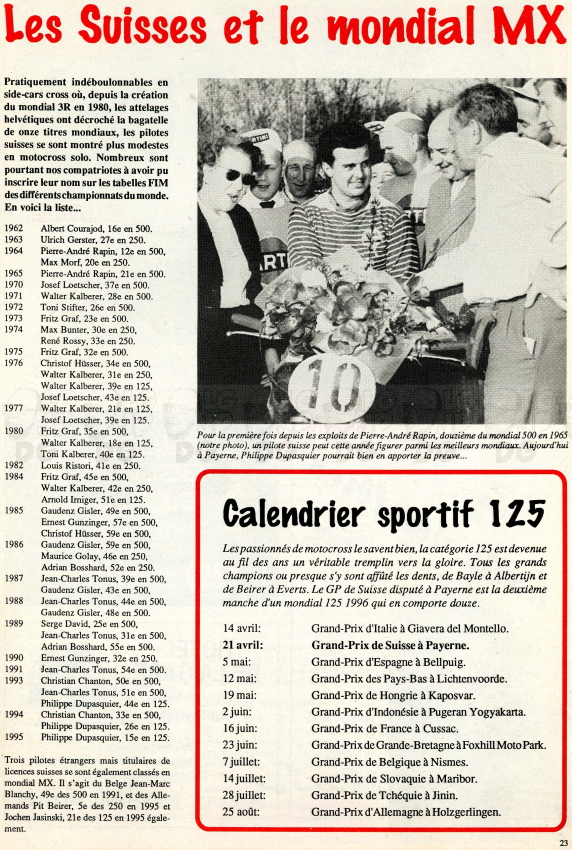 Les Suisses et le mondial MX
Pratiquement indéboulonnables en
side-cars cross où, depuis la création
du mondial 3R en 1980, les attelages
helvétiques ont décroché la bagatelle
de onze titres mondiaux, les pilotes
suisses se sont montré plus modestes
en motocross solo. Nombreux sont
pourtant nos compatriotes à avoir pu
inscrire leur nom sur les tabelles FIM
des différents championnats du monde.
En voici la liste...
1962 Albert Courajod, 16e en 500.
1963 Ulrich Gerster, 27e en 250.
1964 Pierre-André Rapin, 12e en 500,
Max Morf, 20e en 250.
1965 Pierre-André Rapin, 21e en 500.
1970 Josef Loetscher, 37e en 500.
1971 Walter Kalberer, 28e en 500.
1972 Toni Stifter, 26e en 500.
1973 Fritz Graf, 23e en 500.
1974 Max Bunter, 30e en 250,
René Rossy, 33e en 250.
1975 Fritz Graf, 32e en 500.
1976 Christof Hüsser, 34e en 500,
Walter Kalberer, 31e en 250,
Walter Kalberer, 39e en 125,
Josef Loetscher, 43e en 125.
1977 Walter Kalberer, 21e en 125,
Josef Loetscher, 39e en 125.
1980 Fritz Graf, 35e en 500,
Walter Kalberer, 18e en 125,
Toni Kalberer, 40e en 125.
1982 Louis Ristori, 41e en 250.
1984 Fritz Graf, 45e en 500,
Walter Kalberer, 42e en 250,
Arnold Irniger, 51e en 125.
1985 Gaudenz Gisler, 49e en 500,
Ernest Gunzinger, 57e en 500,
Christof Hüsser, 59e en 500.
1986 Gaudenz Gisler, 59e en 500,
Maurice Golay, 46e en 250,
Adrian Bosshard, 52e en 250.
1987 Jean-Charles Tonus, 39e en 500,
Gaudenz Gisler, 43e en 500.
1988 Jean-Charles Tonus, 44e en 500,
Gaudenz Gisler, 48e en 500.
1989 Serge David, 25e en 500,
Jean-Charles Tonus, 31e en 500,
Adrian Bosshard, 55e en 500.
1990 Ernest Gunzinger, 32e en 250.
1991 Jean-Charles Tonus, 54e en 500.
1993 Christian Chanton, 50e en 500,
Jean-Charles Tonus, 51e en 500,
Philippe Dupasquier, 44e en 125.
1994 Christian Chanton, 33e en 500,
Philippe Dupasquier, 26e en 125.
1995 Philippe Dupasquier, 15e en 125.
Trois pilotes étrangers mais titulaires de
licences suisses se sont également classés en
mondial MX. Il s'agit du Belge Jean-Marc
Blanchy, 49e des 500 en 1991, et des Alle-
mands Pit Beirer, 5e des 250 en 1995 et
Jochen Jasinski, 21e des 125 en 1995 égale-
ment.
MARTINI
ART
10
Pour la première fois depuis les exploits de Pierre-André Rapin, douzième du mondial 500 en 1965
(notre photo), un pilote suisse peut cette année figurer parmi les meilleurs mondiaux. Aujourd'hui
à Payerne, Philippe Dupasquier pourrait bien en apporter la preuve...
Calendrier sportif 125
Les passionnés de motocross le savent bien, la catégorie 125 est devenue
au fil des ans un véritable tremplin vers la gloire. Tous les grands
champions ou presque s'y sont affûté les dents, de Bayle à Albertijn et
de Beirer à Everts. Le GP de Suisse disputé à Payerne est la deuxième
manche d'un mondial 125 1996 qui en comporte douze.
14 avril: Grand-Prix d'Italie à Giavera del Montello.
21 avril: Grand-Prix de Suisse à Payerne.
5 mai: Grand-Prix d'Espagne à Bellpuig.
12 mai: Grand-Prix des Pays-Bas à Lichtenvoorde.
19 mai: Grand-Prix de Hongrie à Kaposvar.
2 juin: Grand-Prix d'Indonésie à Pugeran Yogyakarta.
16 juin: Grand-Prix de France à Cussac.
23 juin: Grand-Prix de Grande-Bretagne à Foxhill Moto Park.
7 juillet: Grand-Prix de Belgique à Nismes.
14 juillet: Grand-Prix de Slovaquie à Maribor.
28 juillet: Grand-Prix de Tchéquie à Jinin.
25 août: Grand-Prix d'Allemagne à Holzgerlingen.
23